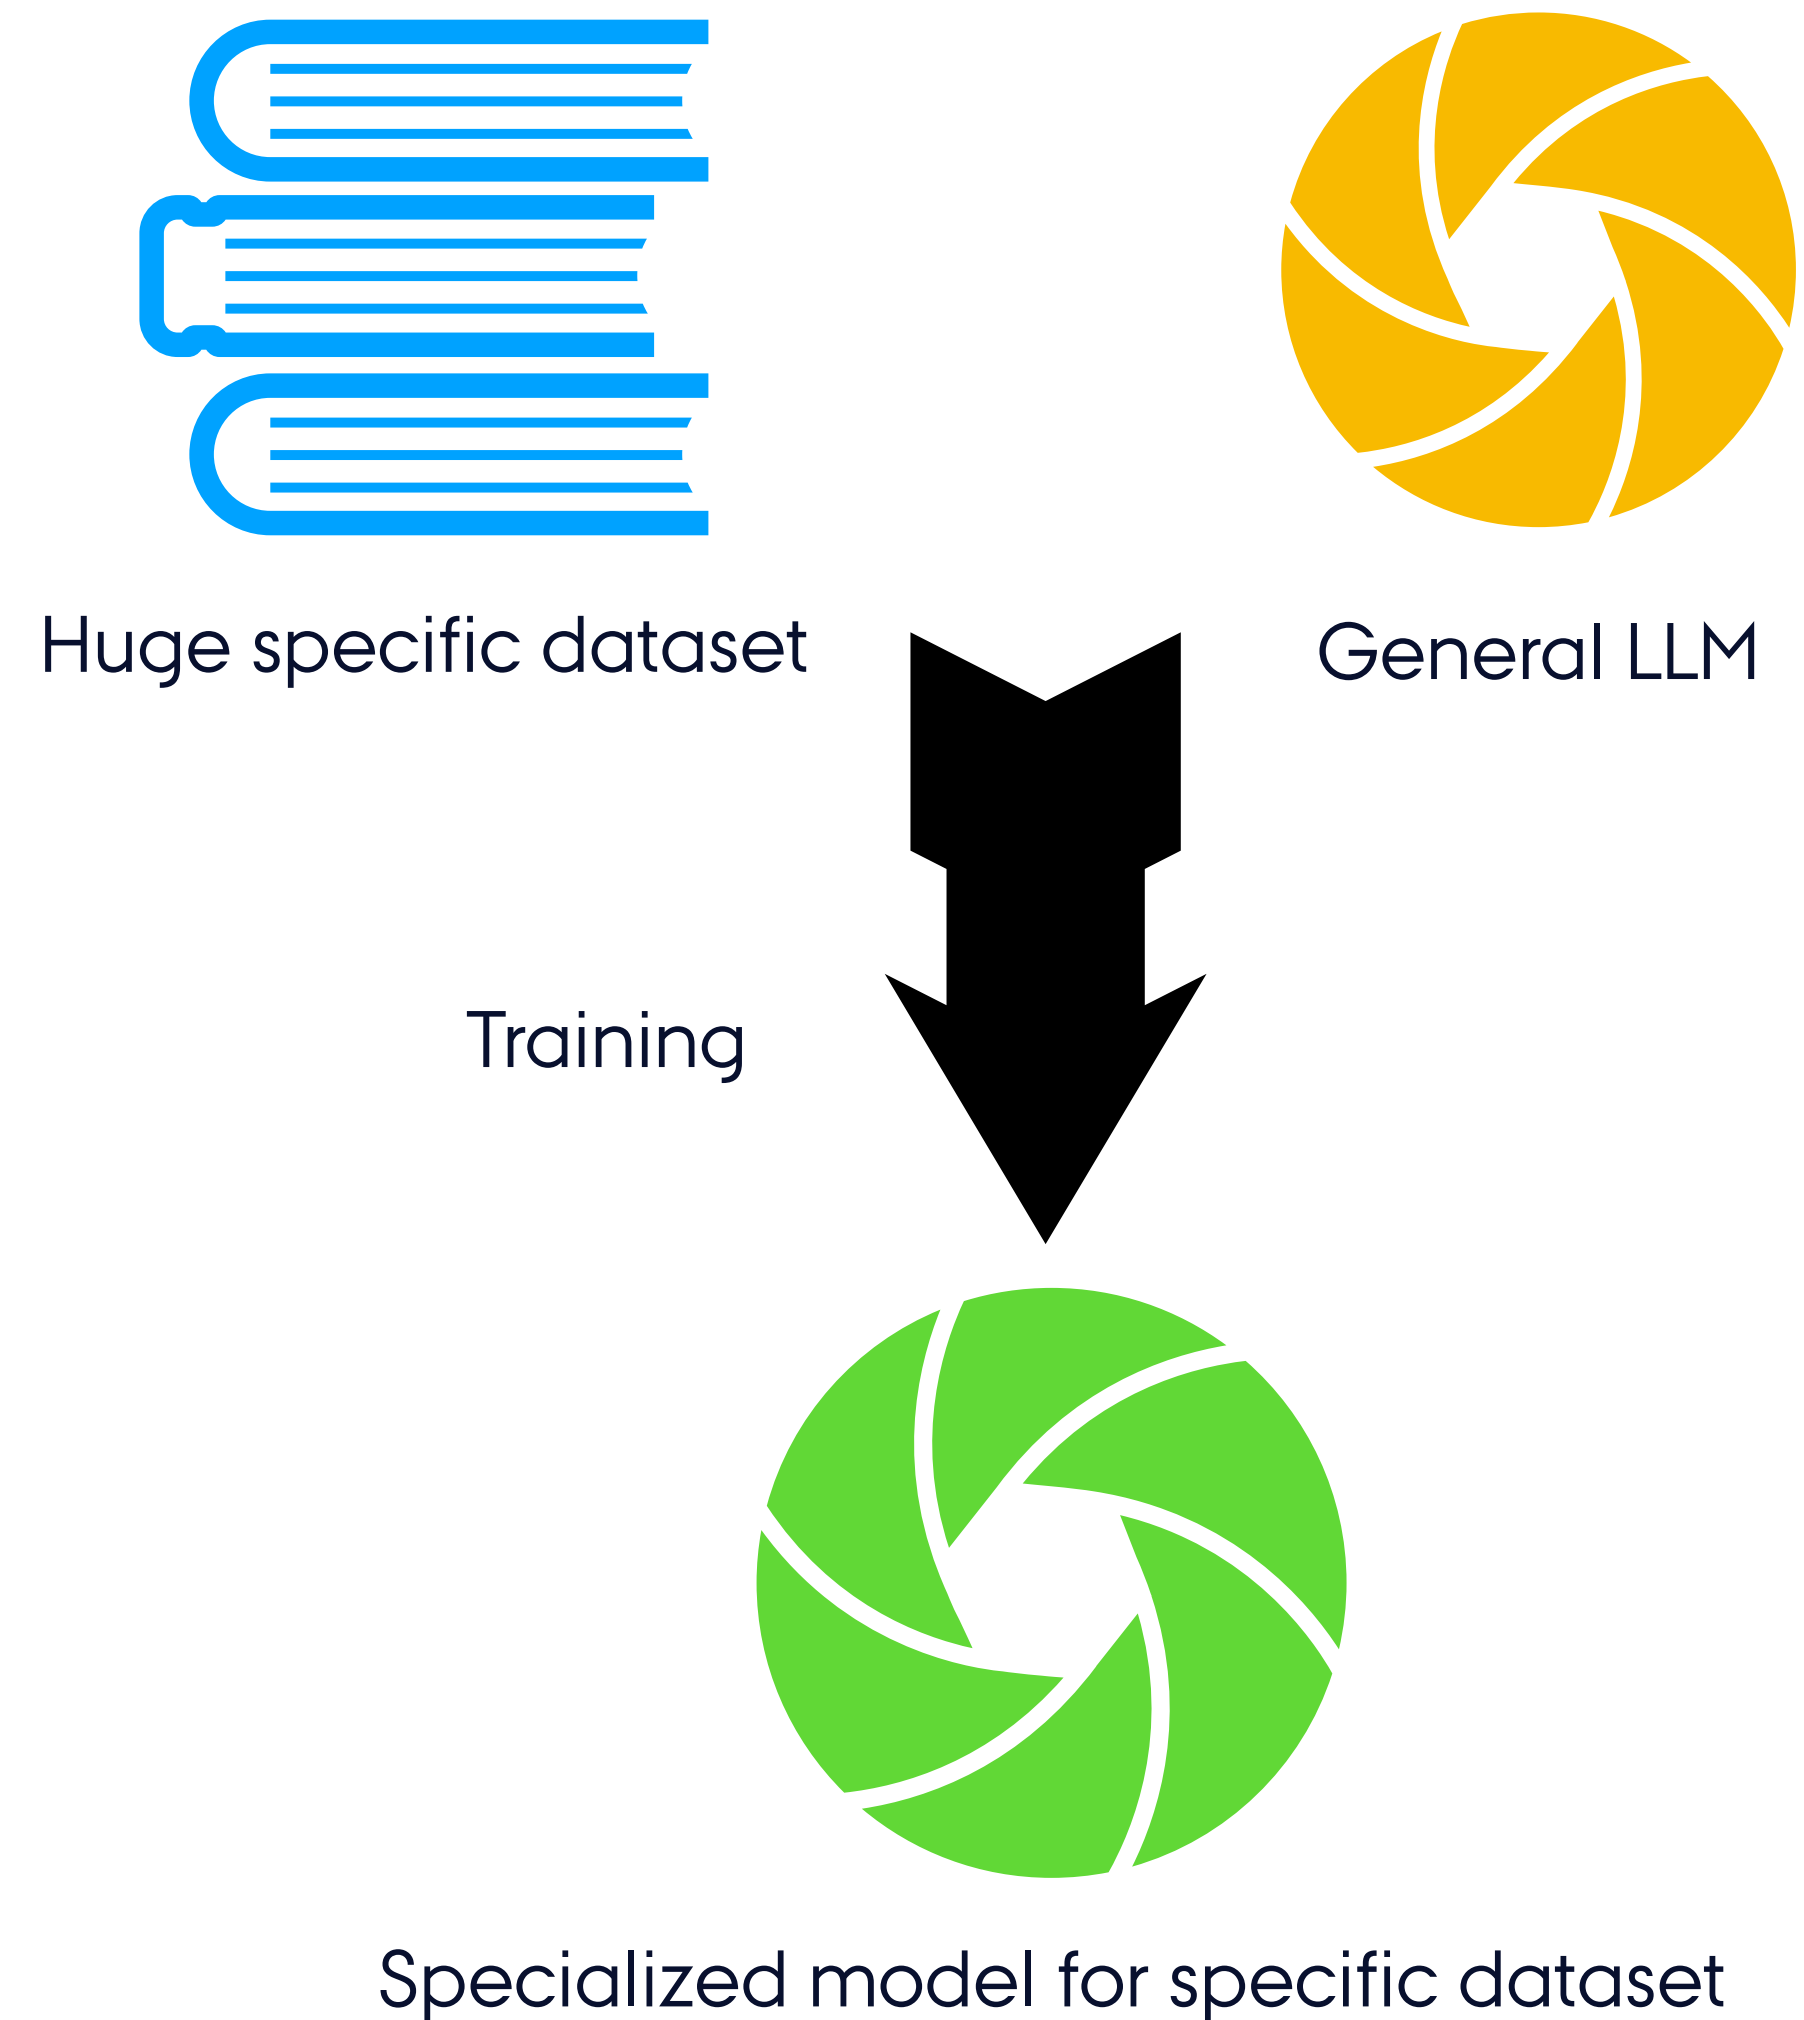 Huge specific dataset
General LLM
Training
Specialized model for specific dataset